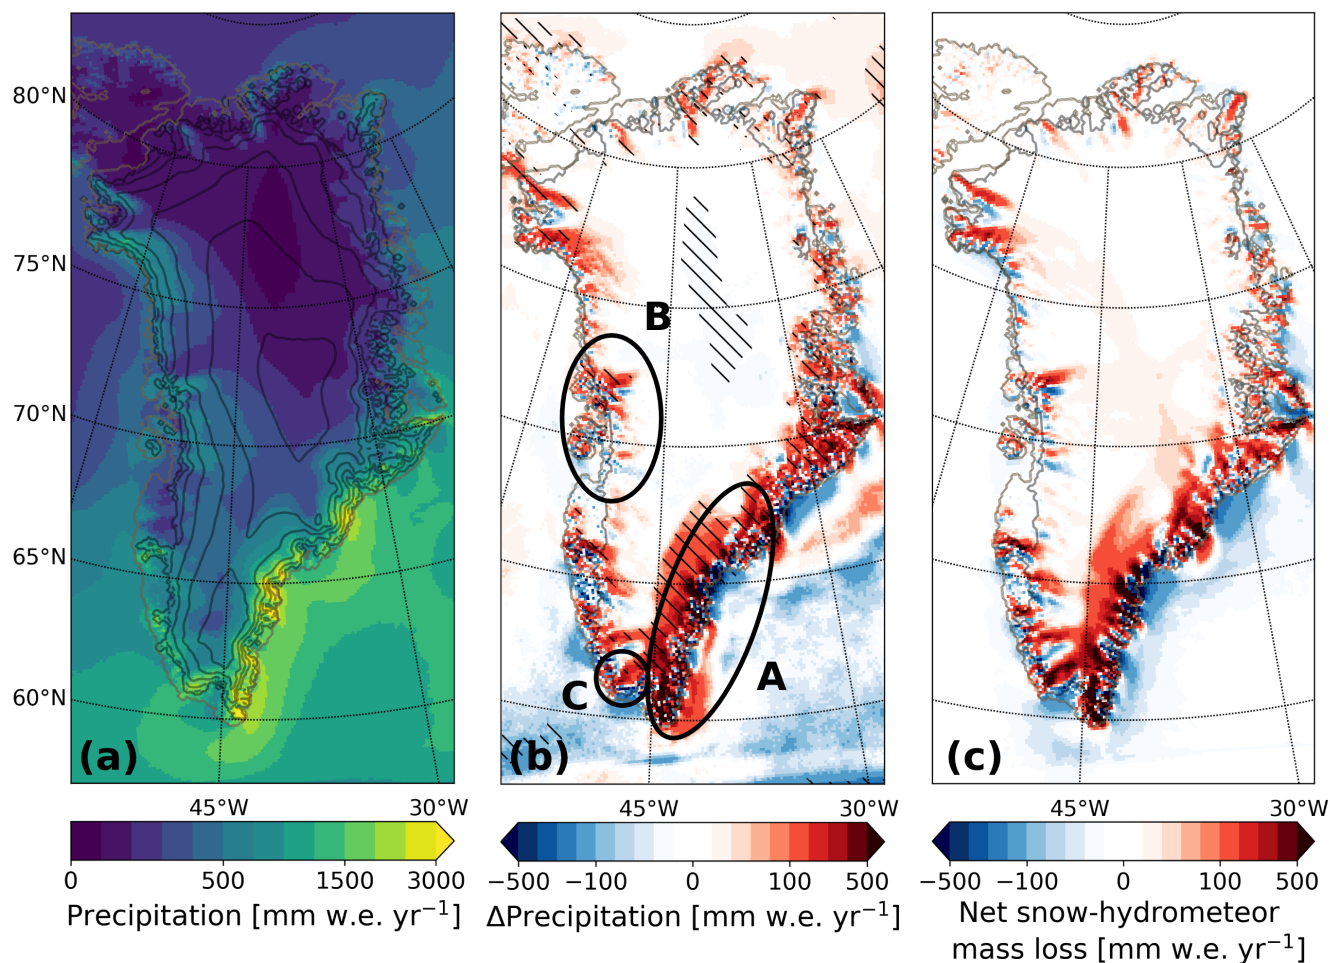 80°N
75°N
70°N
65°N
60°N
B
A
C
(a)
(b)
(c)
45°W 30°W 45°W 30°W 45°W 30°W
0 500 1500 3000
−500 −100 0 100 500
−500 −100 0 100 500
Precipitation [mm w.e. yr⁻¹]
ΔPrecipitation [mm w.e. yr⁻¹]
Net snow-hydrometeor
mass loss [mm w.e. yr⁻¹]